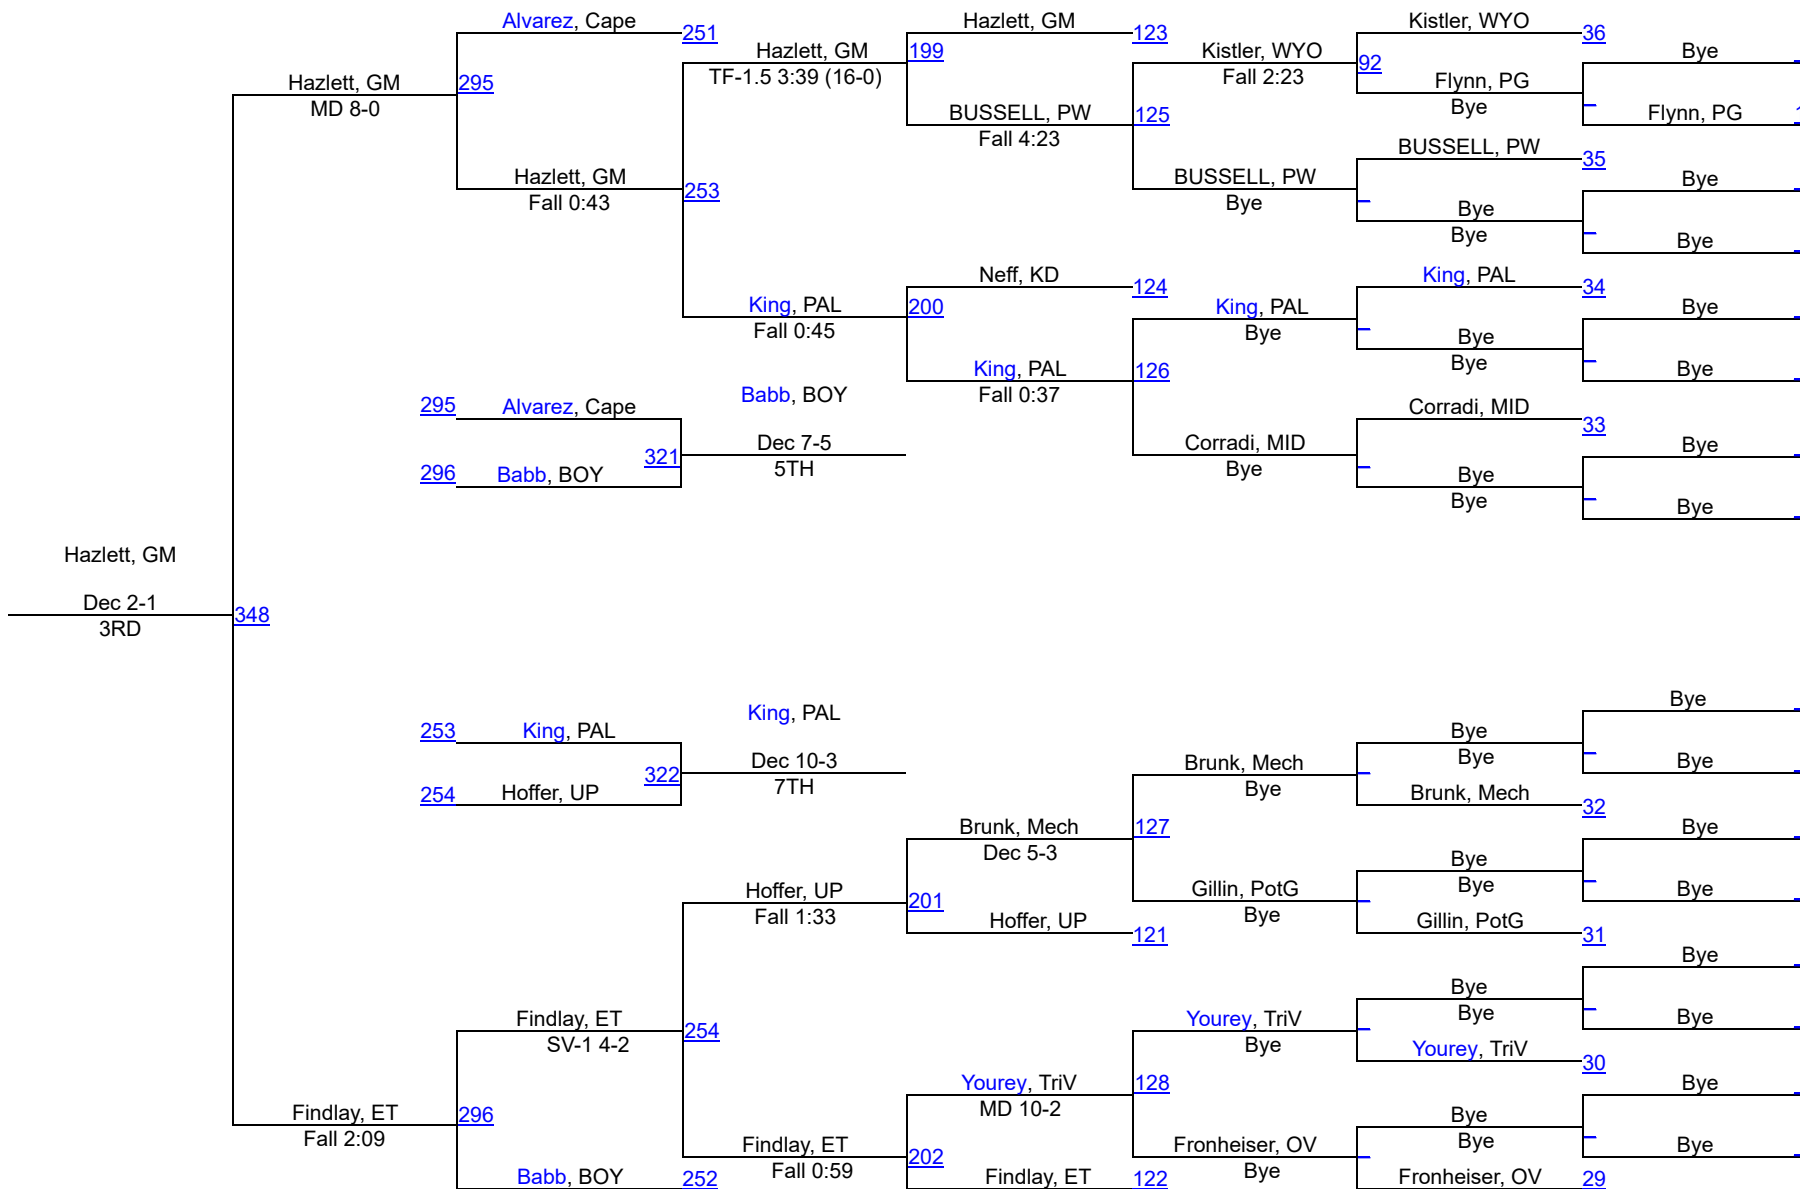 Alvarez, Cape
251
Hazlett, GM
MD 8-0
295
Hazlett, GM
Fall 0:43
Hazlett, GM
TF-1.5 3:39 (16-0)
253
199
Hazlett, GM
123
BUSSELL, PW
Fall 4:23
125
Kistler, WYO
Fall 2:23
92
Kistler, WYO
36
Flynn, PG
Bye
Bye
Flynn, PG
BUSSELL, PW
Bye
BUSSELL, PW
35
Bye
Bye
Bye
Bye
King, PAL
Fall 0:45
200
Neff, KD
124
King, PAL
Fall 0:37
126
King, PAL
Bye
King, PAL
34
Bye
Bye
Bye
Bye
Corradi, MID
Bye
Corradi, MID
33
Bye
Bye
Bye
Bye
295
Alvarez, Cape
296
Babb, BOY
321
Babb, BOY
Dec 7-5
5TH
Hazlett, GM
Dec 2-1
3RD
348
253
King, PAL
254
Hoffer, UP
322
King, PAL
Dec 10-3
7TH
Brunk, Mech
Dec 5-3
127
Brunk, Mech
Bye
Bye
Bye
Bye
Bye
Brunk, Mech
32
Gillin, PotG
Bye
Bye
Bye
Bye
Bye
Gillin, PotG
31
Hoffer, UP
Fall 1:33
201
Hoffer, UP
121
Findlay, ET
SV-1 4-2
254
Yourey, TriV
MD 10-2
128
Yourey, TriV
Bye
Bye
Bye
Bye
Bye
Yourey, TriV
30
Fronheiser, OV
Bye
Bye
Bye
Bye
Bye
Fronheiser, OV
29
Findlay, ET
Fall 2:09
296
Findlay, ET
Fall 0:59
202
Findlay, ET
122
Babb, BOY
252